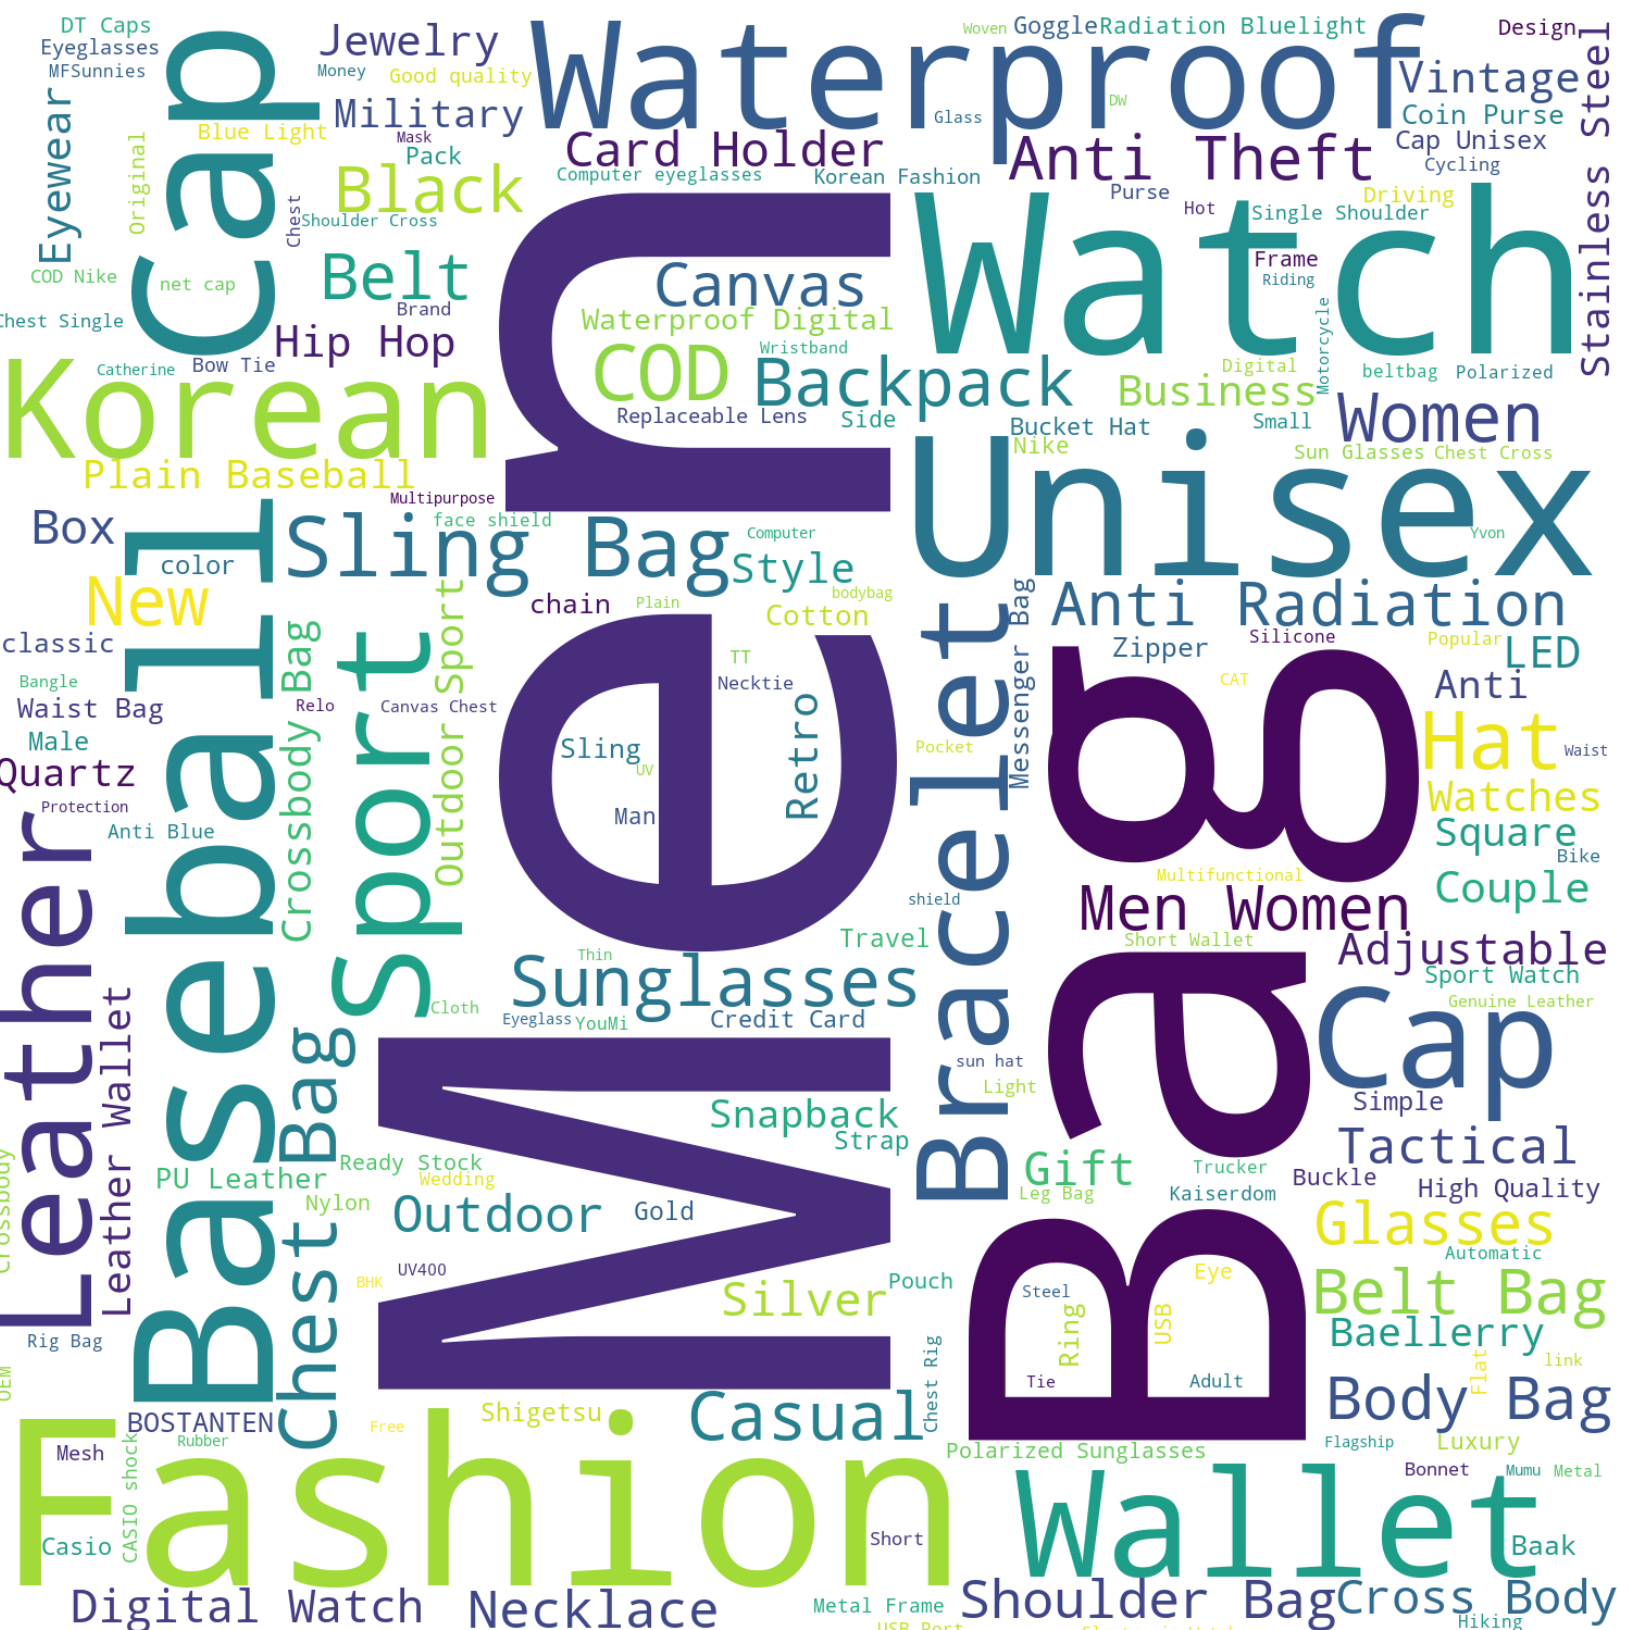 DT Caps
Eyeglasses
MFSunnies
Eyewear
Original
Blue Light
Cap
Jewelry
Money
Good quality
Military
Mask
Pack
Black
Chest
Shoulder Cross
Waterproof
Woven
Goggle
Radiation Bluelight
Design
Glass
DW
Vintage
Coin Purse
Cap Unisex
Cycling
Stainless Steel
Card Holder
Computer eyeglasses
Korean Fashion
Anti Theft
Purse
Hot
Driving
Single Shoulder
COD Nike
net cap
Chest Single
Belt
Brand
Hip Hop
Catherine
Bow Tie
Korean
Plain Baseball
Men
Canvas
Waterproof Digital
COD
Wristband
Backpack
Replaceable Lens
Side
Watch
Frame
Riding
Motorcycle
Digital
beltbag
Polarized
Business
Small
Women
Bucket Hat
Nike
Sun Glasses
Chest Cross
Multipurpose
face shield
Box
color
New
classic
Bangle
Waist Bag
Male
Quartz
Protection
Anti Blue
Baseball
Sling Bag
Computer
Style
bodybag
chain
Plain
Cotton
Unisex
Yvon
Anti Radiation
Messenger Bag
Zipper
Silicone
Popular
LED
Anti
CAT
Crossbody Bag
Relo
Sport
Canvas Chest
Outdoor Sport
TT
Necktie
Retro
Sling
UV
Man
Pocket
Bracelet
Bag
Hat
Waist
Watches
Square
Bike
Couple
Multifunctional
Men Women
Short Wallet
Adjustable
Sport Watch
Genuine Leather
shield
Travel
Thin
Sunglasses
Cloth
Eyeglass
YouMi
Credit Card
sun hat
Light
Cap
Simple
Tactical
Leather
Leather Wallet
Crossbody
PU Leather
Chest Bag
Ready Stock
Wedding
Nylon
Outdoor
Gold
Snapback
Strap
Gift
Leg Bag
Trucker
Kaiserdom
Buckle
High Quality
Glasses
Automatic
BHK
UV400
Silver
Pouch
Steel
Ring
USB
Eye
Tie
Adult
Belt Bag
Baellerry
Flat
link
Rig Bag
OEM
BOSTANTEN
Rubber
Free
Shigetsu
Casual
Chest Rig
Body Bag
Polarized Sunglasses
Flagship
Luxury
Mesh
CASIO shock
Casio
Fashion
Short
Wallet
Bonnet
Mumu
Metal
Baak
Digital Watch
Necklace
Metal Frame
USB Port
Shoulder Bag
Cross Body
Hiking